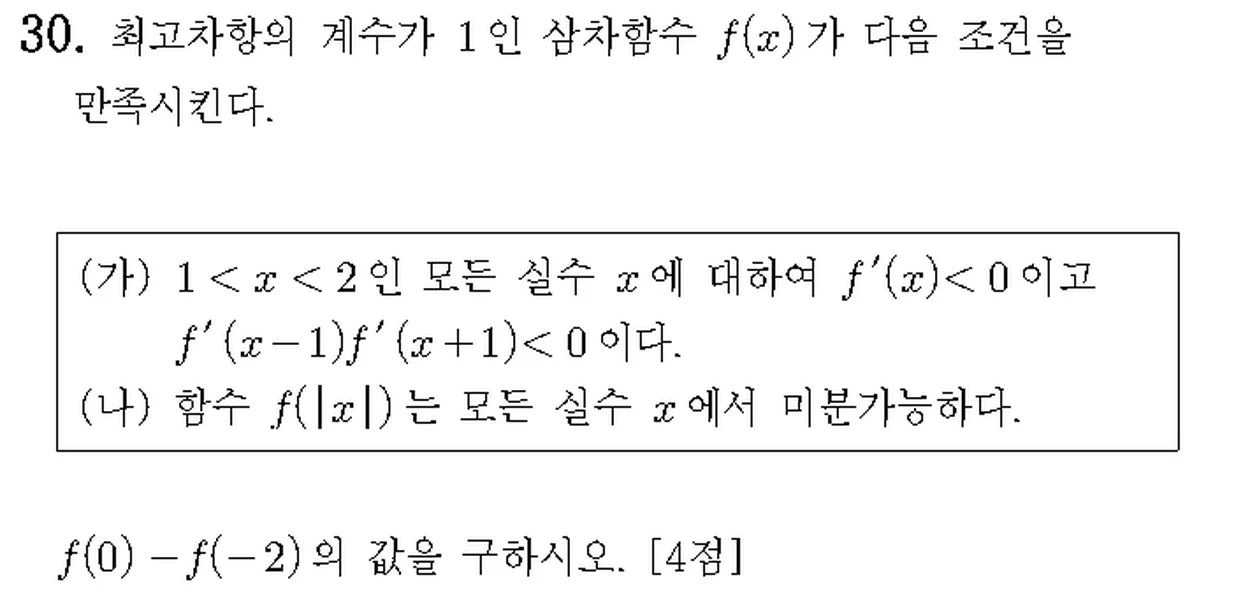 30. 최고차항의 계수가 1인 삼차함수 f(x)가 다음 조건을
만족시킨다.
(가) 1 < x < 2인 모든 실수 x에 대하여 f′(x)< 0이고
f′(x−1)f′(x+1)< 0이다.
(나) 함수 f(|x|)는 모든 실수 x에서 미분가능하다.
f(0) − f(−2)의 값을 구하시오. [4점]